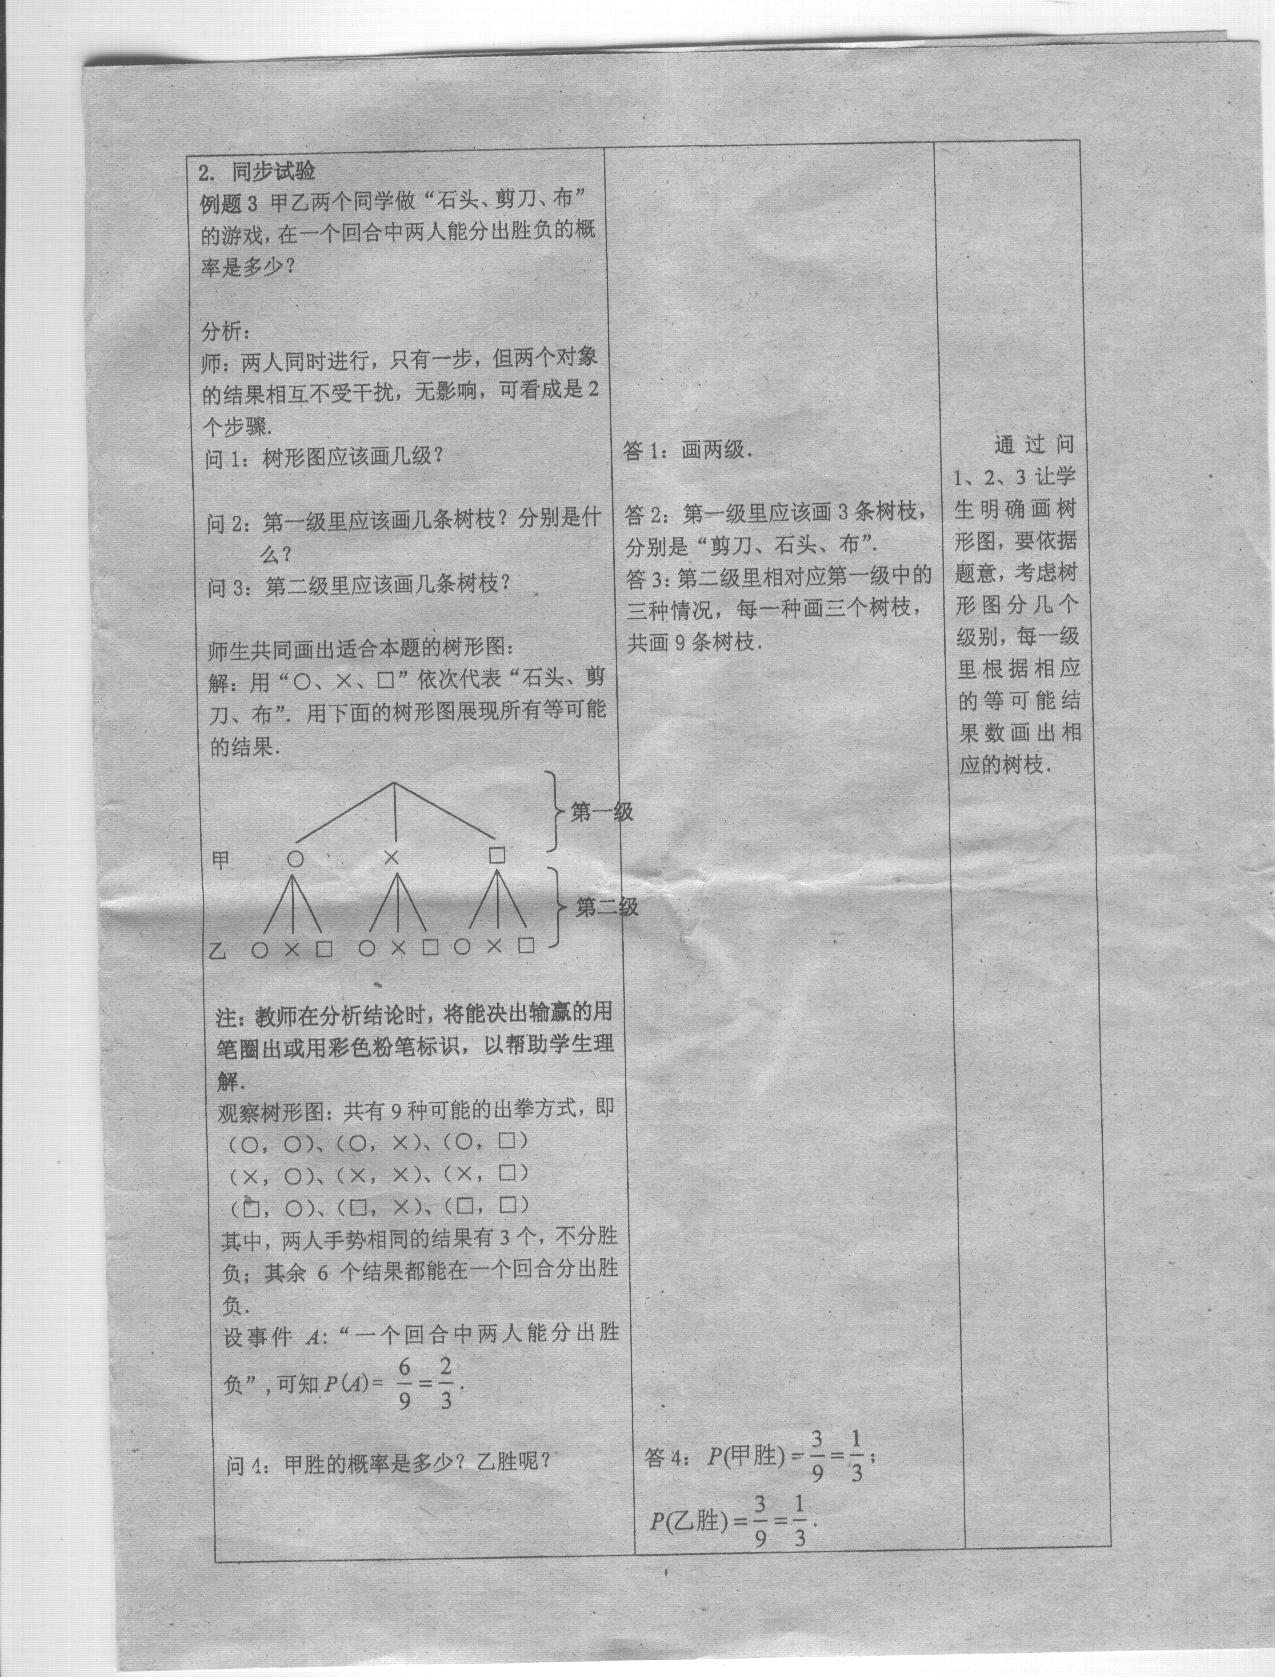 2. 同步试验
例题3 甲乙两个同学做“石头、剪刀、布”
的游戏,在一个回合中两人能分出胜负的概
率是多少?
分析:
师:两人同时进行,只有一步,但两个对象
的结果相互不受干扰,无影响,可看成是2
个步骤.
问1:树形图应该画几级?
问2:第一级里应该画几条树枝?分别是什
么?
问3:第二级里应该画几条树枝?
师生共同画出适合本题的树形图:
解:用“○、×、□”依次代表“石头、剪
刀、布”.用下面的树形图展现所有等可能
的结果.
第一级
甲 ○ × □
第二级
乙 ○ × □ ○ × □ ○ × □
注:教师在分析结论时,将能决出输赢的用
笔圈出或用彩色粉笔标识,以帮助学生理
解.
观察树形图:共有9种可能的出拳方式,即
(○,○)、(○,×)、(○,□)
(×,○)、(×,×)、(×,□)
(□,○)、(□,×)、(□,□)
其中,两人手势相同的结果有3个,不分胜
负;其余 6 个结果都能在一个回合分出胜
负.
设事件 A:“一个回合中两人能分出胜
负”,可知P(A)= 6/9=2/3.
问4:甲胜的概率是多少?乙胜呢?
答1:画两级.
答2:第一级里应该画3条树枝,
分别是“剪刀、石头、布”.
答3:第二级里相对应第一级中的
三种情况,每一种画三个树枝,
共画9条树枝.
答4:P(甲胜)=3/9=1/3;
P(乙胜)=3/9=1/3.
通过问
1、2、3让学
生明确画树
形图,要依据
题意,考虑树
形图分几个
级别,每一级
里根据相应
的等可能结
果数画出相
应的树枝.